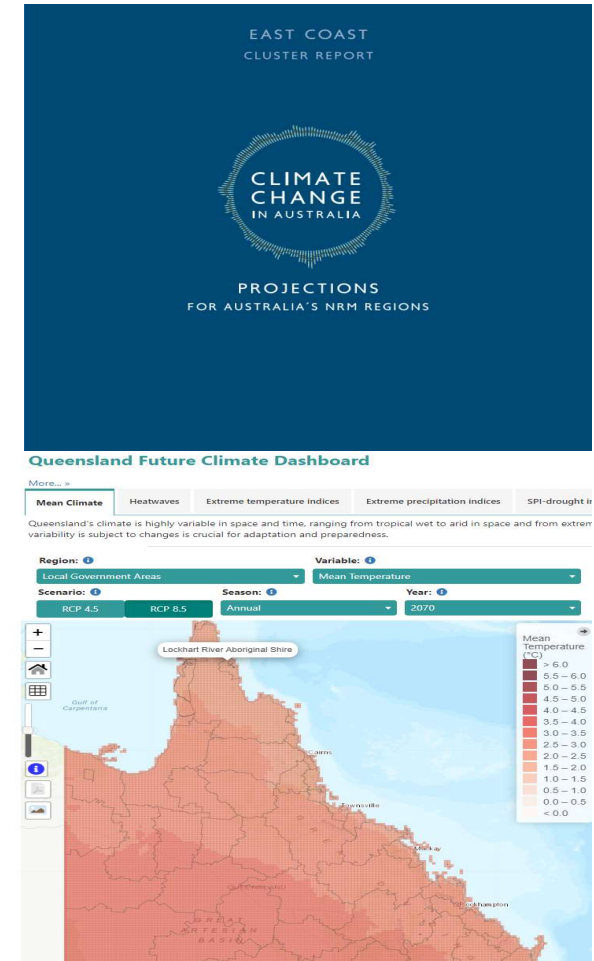 EAST COAST
CLUSTER REPORT
CLIMATE
CHANGE
IN AUSTRALIA
PROJECTIONS
FOR AUSTRALIA'S NRM REGIONS
Queensland Future Climate Dashboard
More... »
Mean Climate Heatwaves Extreme temperature indices Extreme precipitation indices SPI-drought in
Queensland's climate is highly variable in space and time, ranging from tropical wet to arid in space and from extrem
variability is subject to changes is crucial for adaptation and preparedness.
Region: Variable:
Local Government Areas Mean Temperature
Scenario: Season: Year:
RCP 4.5 RCP 8.5 Annual 2070
+
−
Lockhart River Aboriginal Shire
Mean
Temperature
(°C)
> 6.0
5.5 – 6.0
5.0 – 5.5
4.5 – 5.0
4.0 – 4.5
3.5 – 4.0
3.0 – 3.5
2.5 – 3.0
2.0 – 2.5
1.5 – 2.0
1.0 – 1.5
0.5 – 1.0
0.0 – 0.5
< 0.0
Gulf of
Carpentaria
Cairns
Townsville
Mackay
QUEENSLAND
Rockhampton
GREAT
ARTESIAN
BASIN